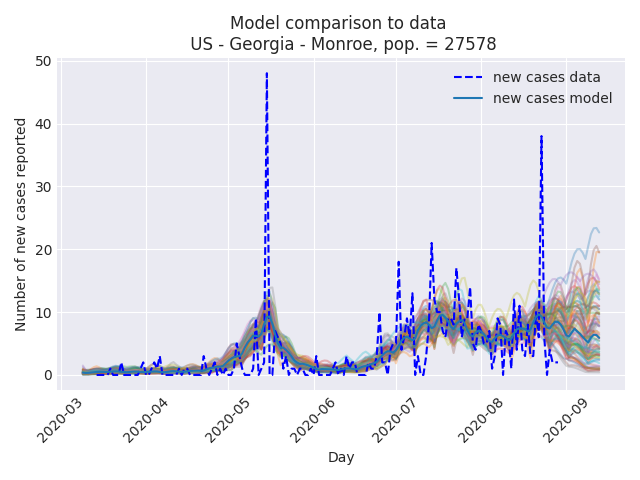 Model comparison to data
US - Georgia - Monroe, pop. = 27578
new cases data
new cases model
Number of new cases reported
50
40
30
20
10
0
2020-03
2020-04
2020-05
2020-06
2020-07
2020-08
2020-09
Day